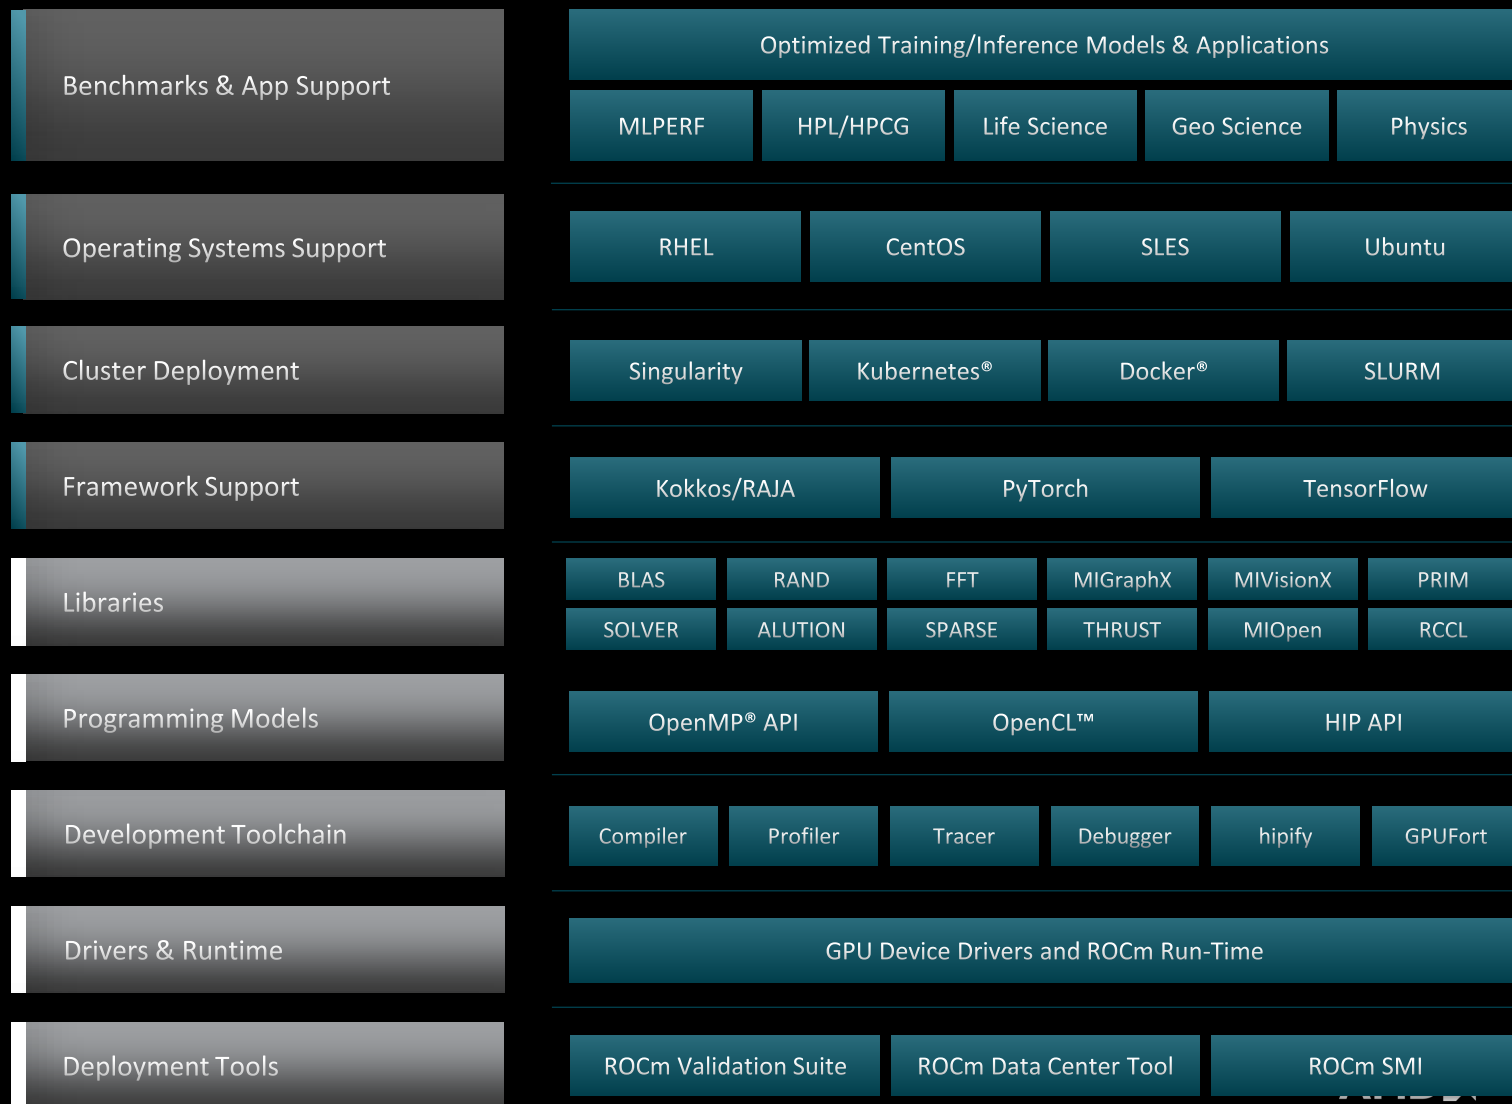 Benchmarks & App Support
Optimized Training/Inference Models & Applications
MLPERF HPL/HPCG Life Science Geo Science Physics
Operating Systems Support
RHEL CentOS SLES Ubuntu
Cluster Deployment
Singularity Kubernetes® Docker® SLURM
Framework Support
Kokkos/RAJA PyTorch TensorFlow
Libraries
BLAS RAND FFT MIGraphX MIVisionX PRIM
SOLVER ALUTION SPARSE THRUST MIOpen RCCL
Programming Models
OpenMP® API OpenCL™ HIP API
Development Toolchain
Compiler Profiler Tracer Debugger hipify GPUFort
Drivers & Runtime
GPU Device Drivers and ROCm Run-Time
Deployment Tools
ROCm Validation Suite ROCm Data Center Tool ROCm SMI